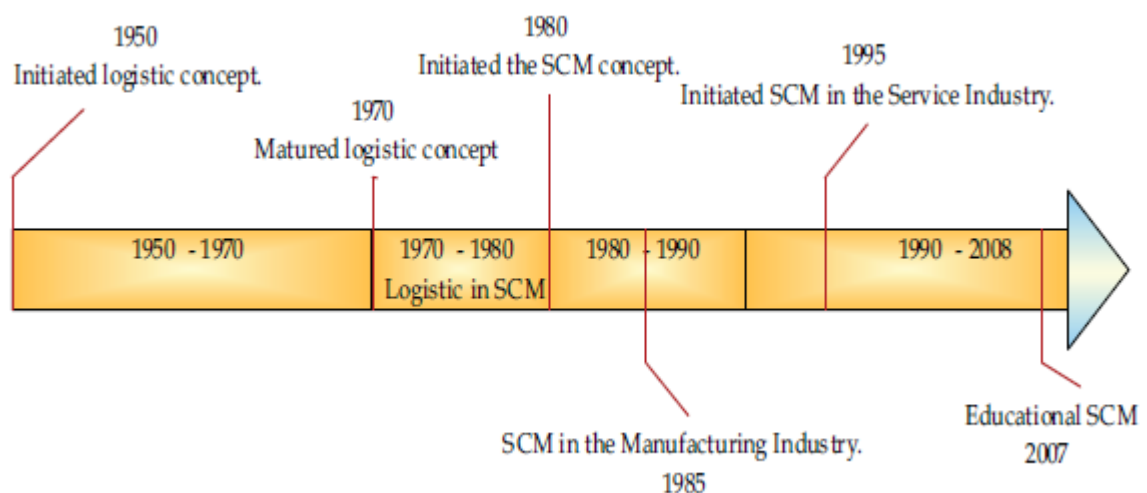 1950
Initiated logistic concept.
1970
Matured logistic concept
1980
Initiated the SCM concept.
1995
Initiated SCM in the Service Industry.
1950 - 1970
1970 - 1980
Logistic in SCM
1980 - 1990
1990 - 2008
SCM in the Manufacturing Industry.
1985
Educational SCM
2007